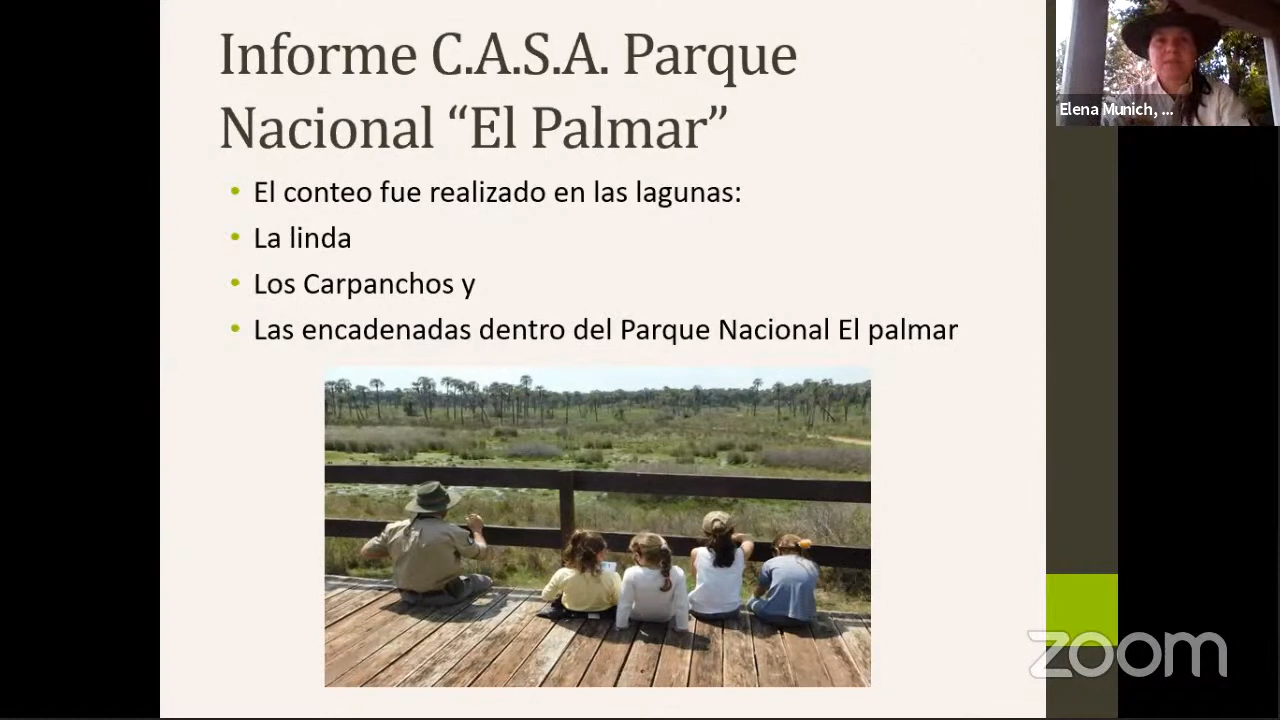 Informe C.A.S.A. Parque
Nacional “El Palmar”
• El conteo fue realizado en las lagunas:
• La linda
• Los Carpanchos y
• Las encadenadas dentro del Parque Nacional El palmar
Elena Munich, ...
zoom